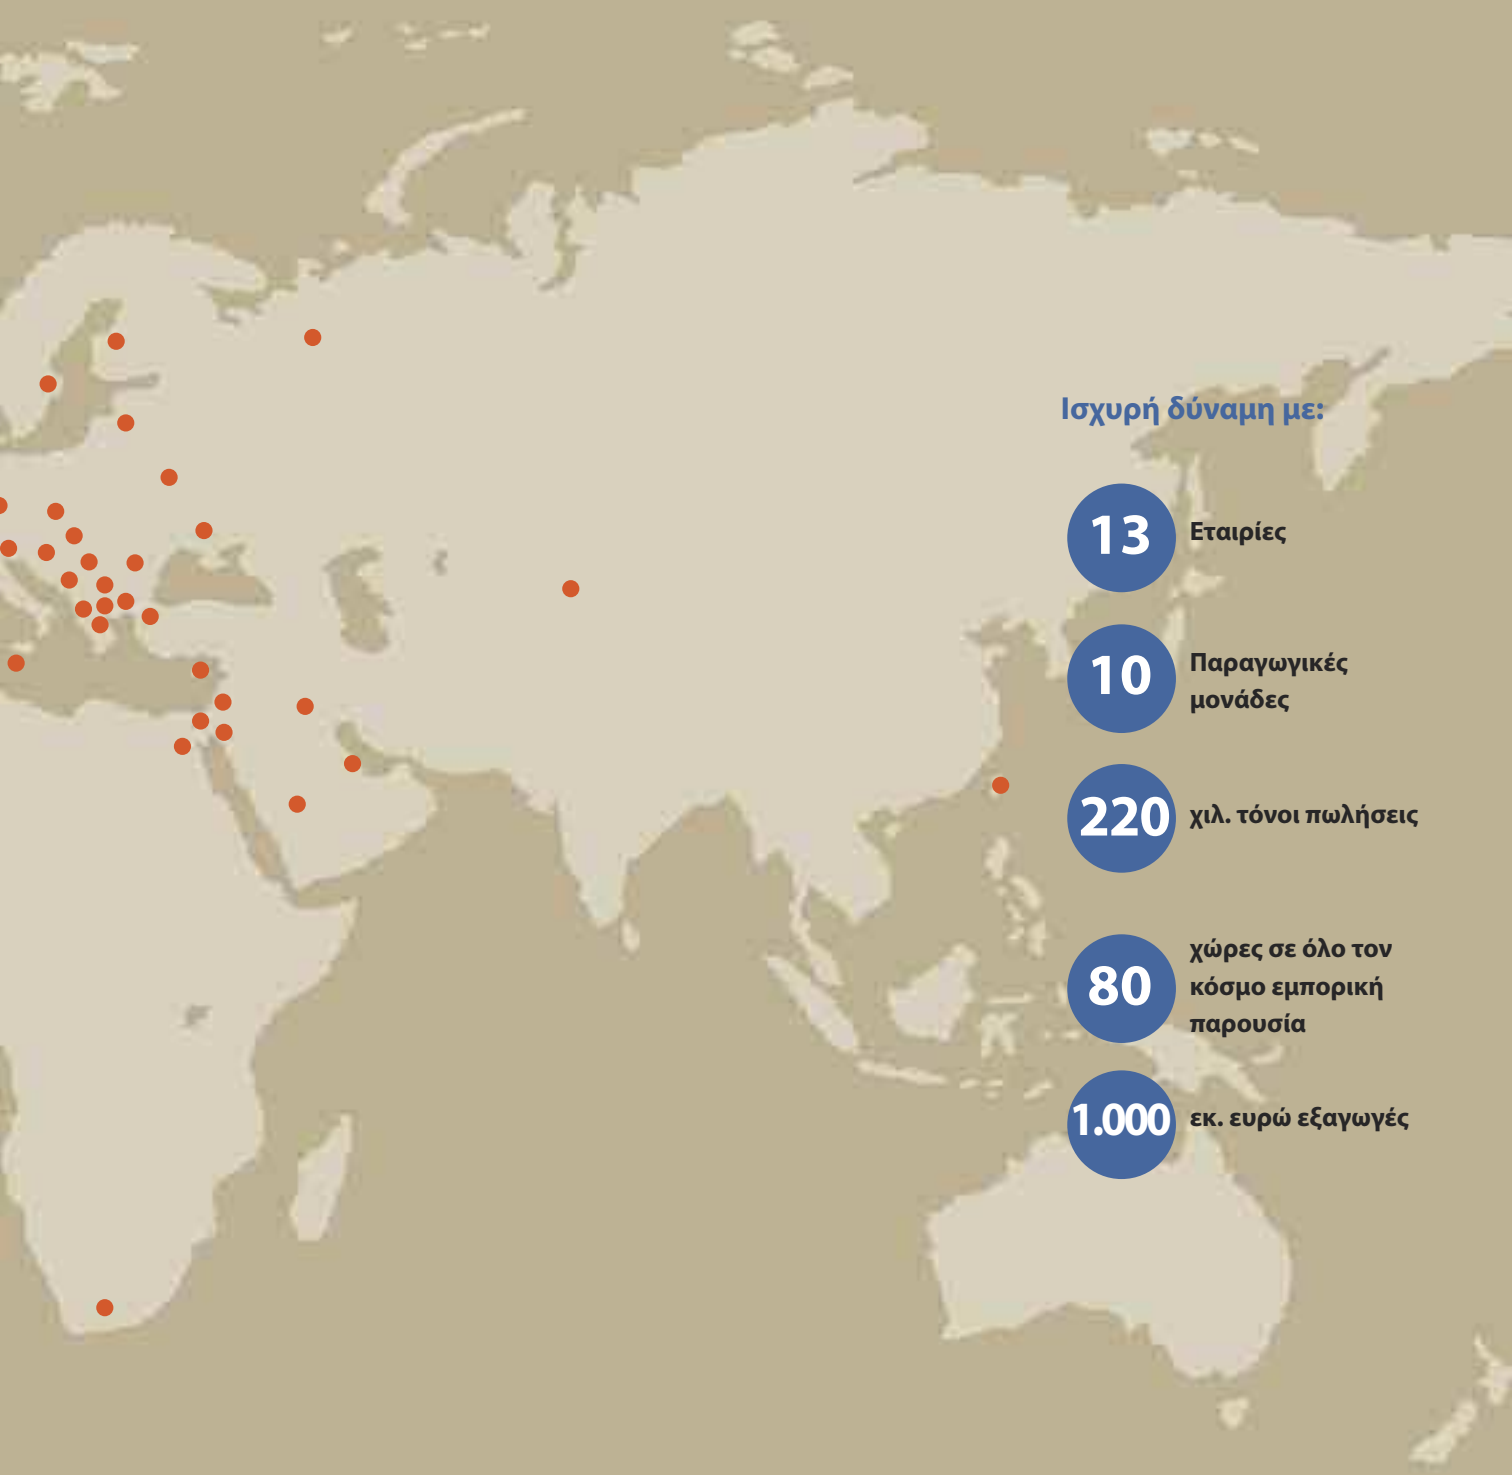 Ισχυρή δύναμη με:
13
Εταιρίες
10
Παραγωγικές
μονάδες
220
χιλ. τόνοι πωλήσεις
80
χώρες σε όλο τον
κόσμο εμπορική
παρουσία
1.000
εκ. ευρώ εξαγωγές